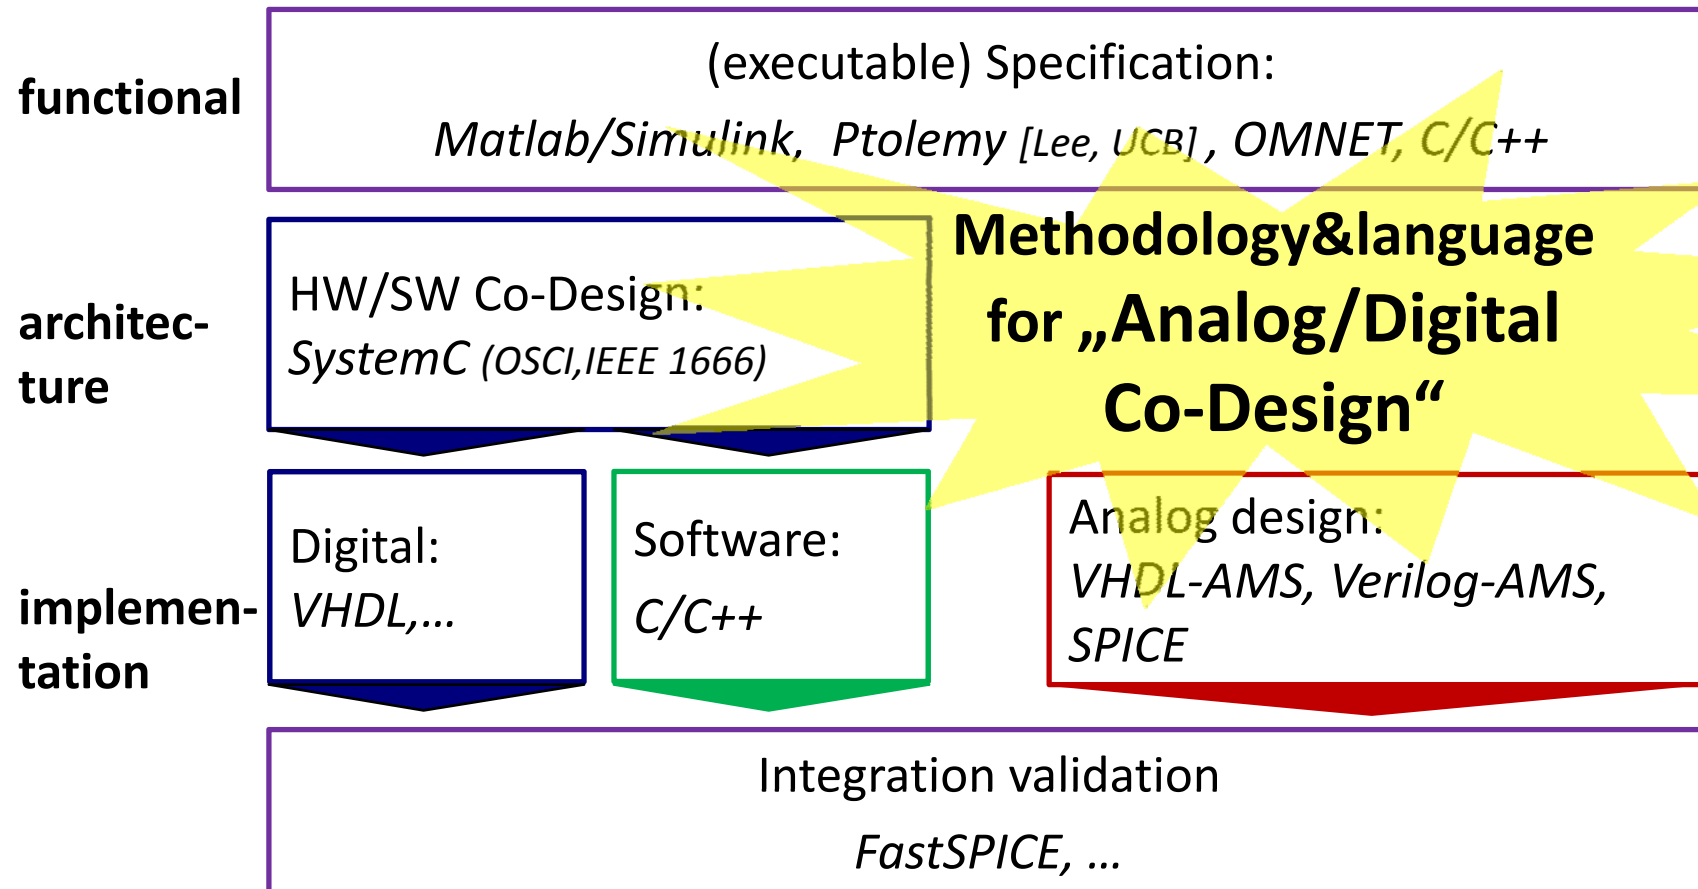 functional
(executable) Specification:
Matlab/Simulink, Ptolemy [Lee, UCB] , OMNET, C/C++
architec-
ture
HW/SW Co-Design:
SystemC (OSCI,IEEE 1666)
Methodology&language
for „Analog/Digital
Co-Design“
implemen-
tation
Digital:
VHDL,...
Software:
C/C++
Analog design:
VHDL-AMS, Verilog-AMS,
SPICE
Integration validation
FastSPICE, ...